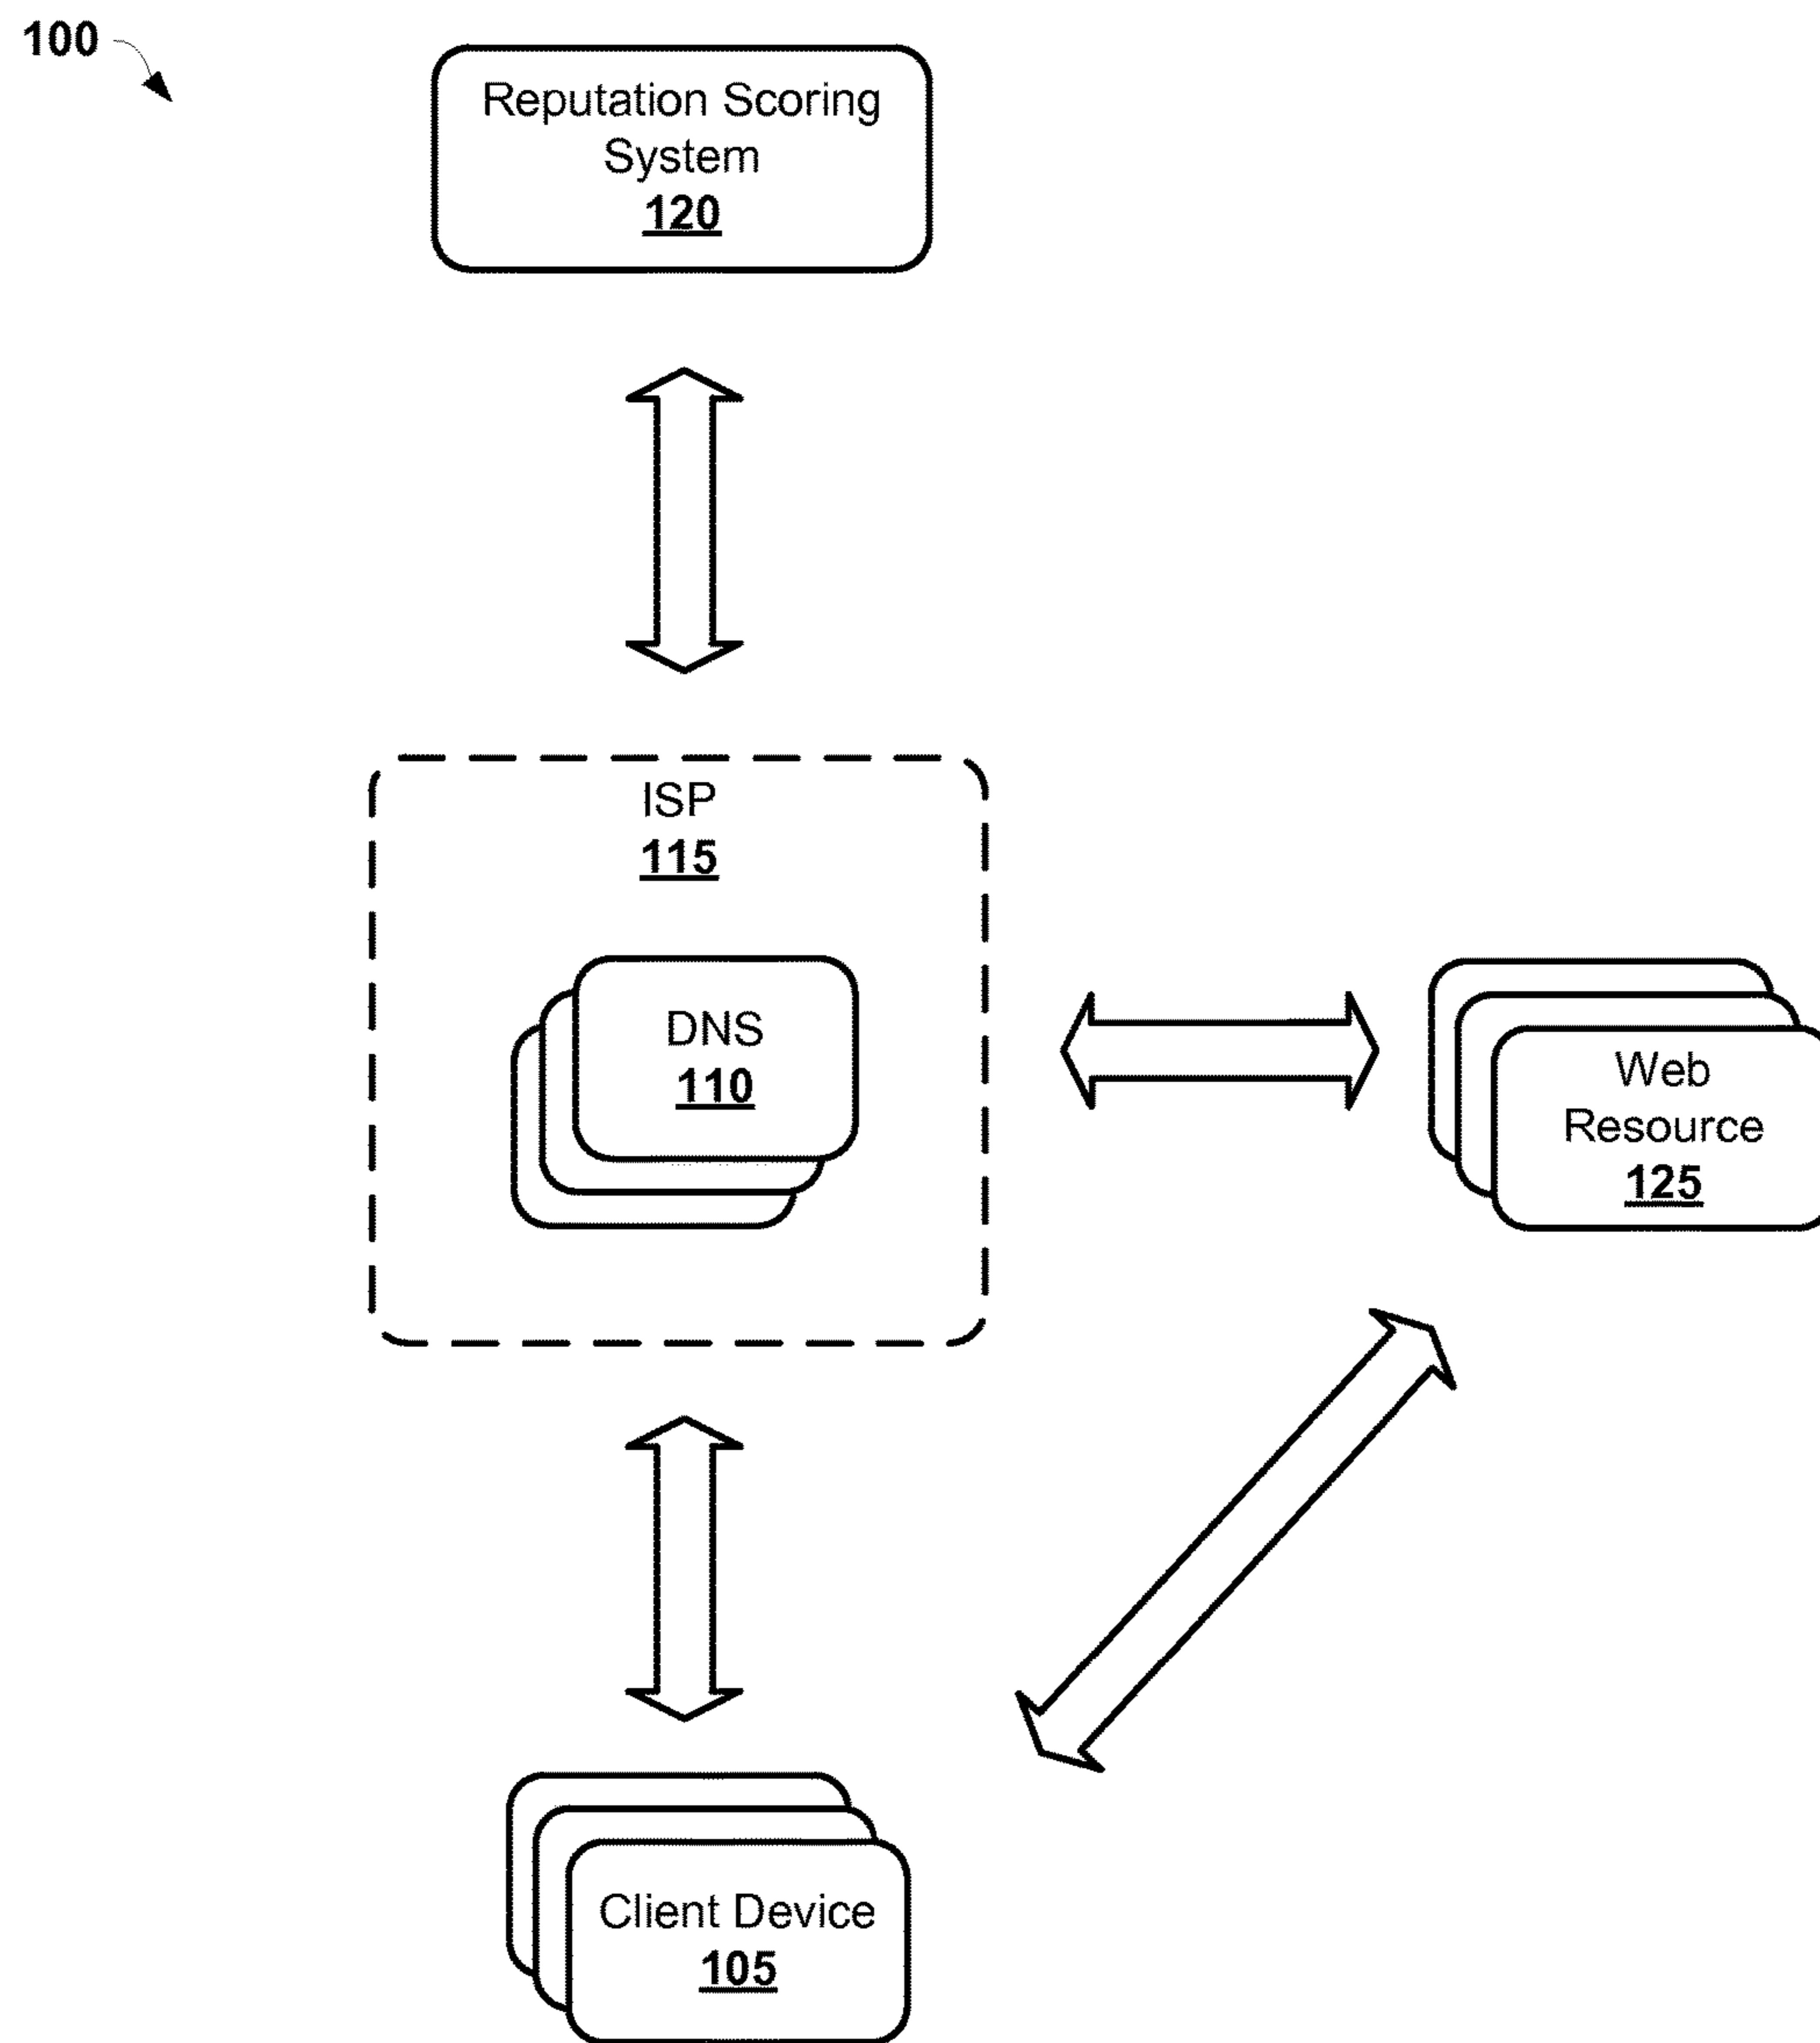 100
Reputation Scoring
System
120
ISP
115
DNS
110
Web
Resource
125
Client Device
105